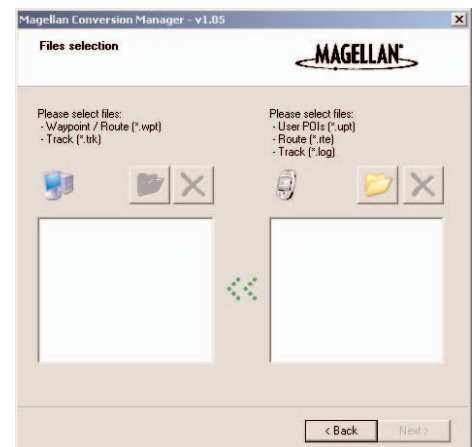 Magellan Conversion Manager - v1.05
Files selection
MAGELLAN
Please select files:
- Waypoint / Route (*.wpt)
- Track (*.trk)
Please select files:
- User POIs (*.upt)
- Route (*.rte)
- Track (*.log)
< Back
Next >